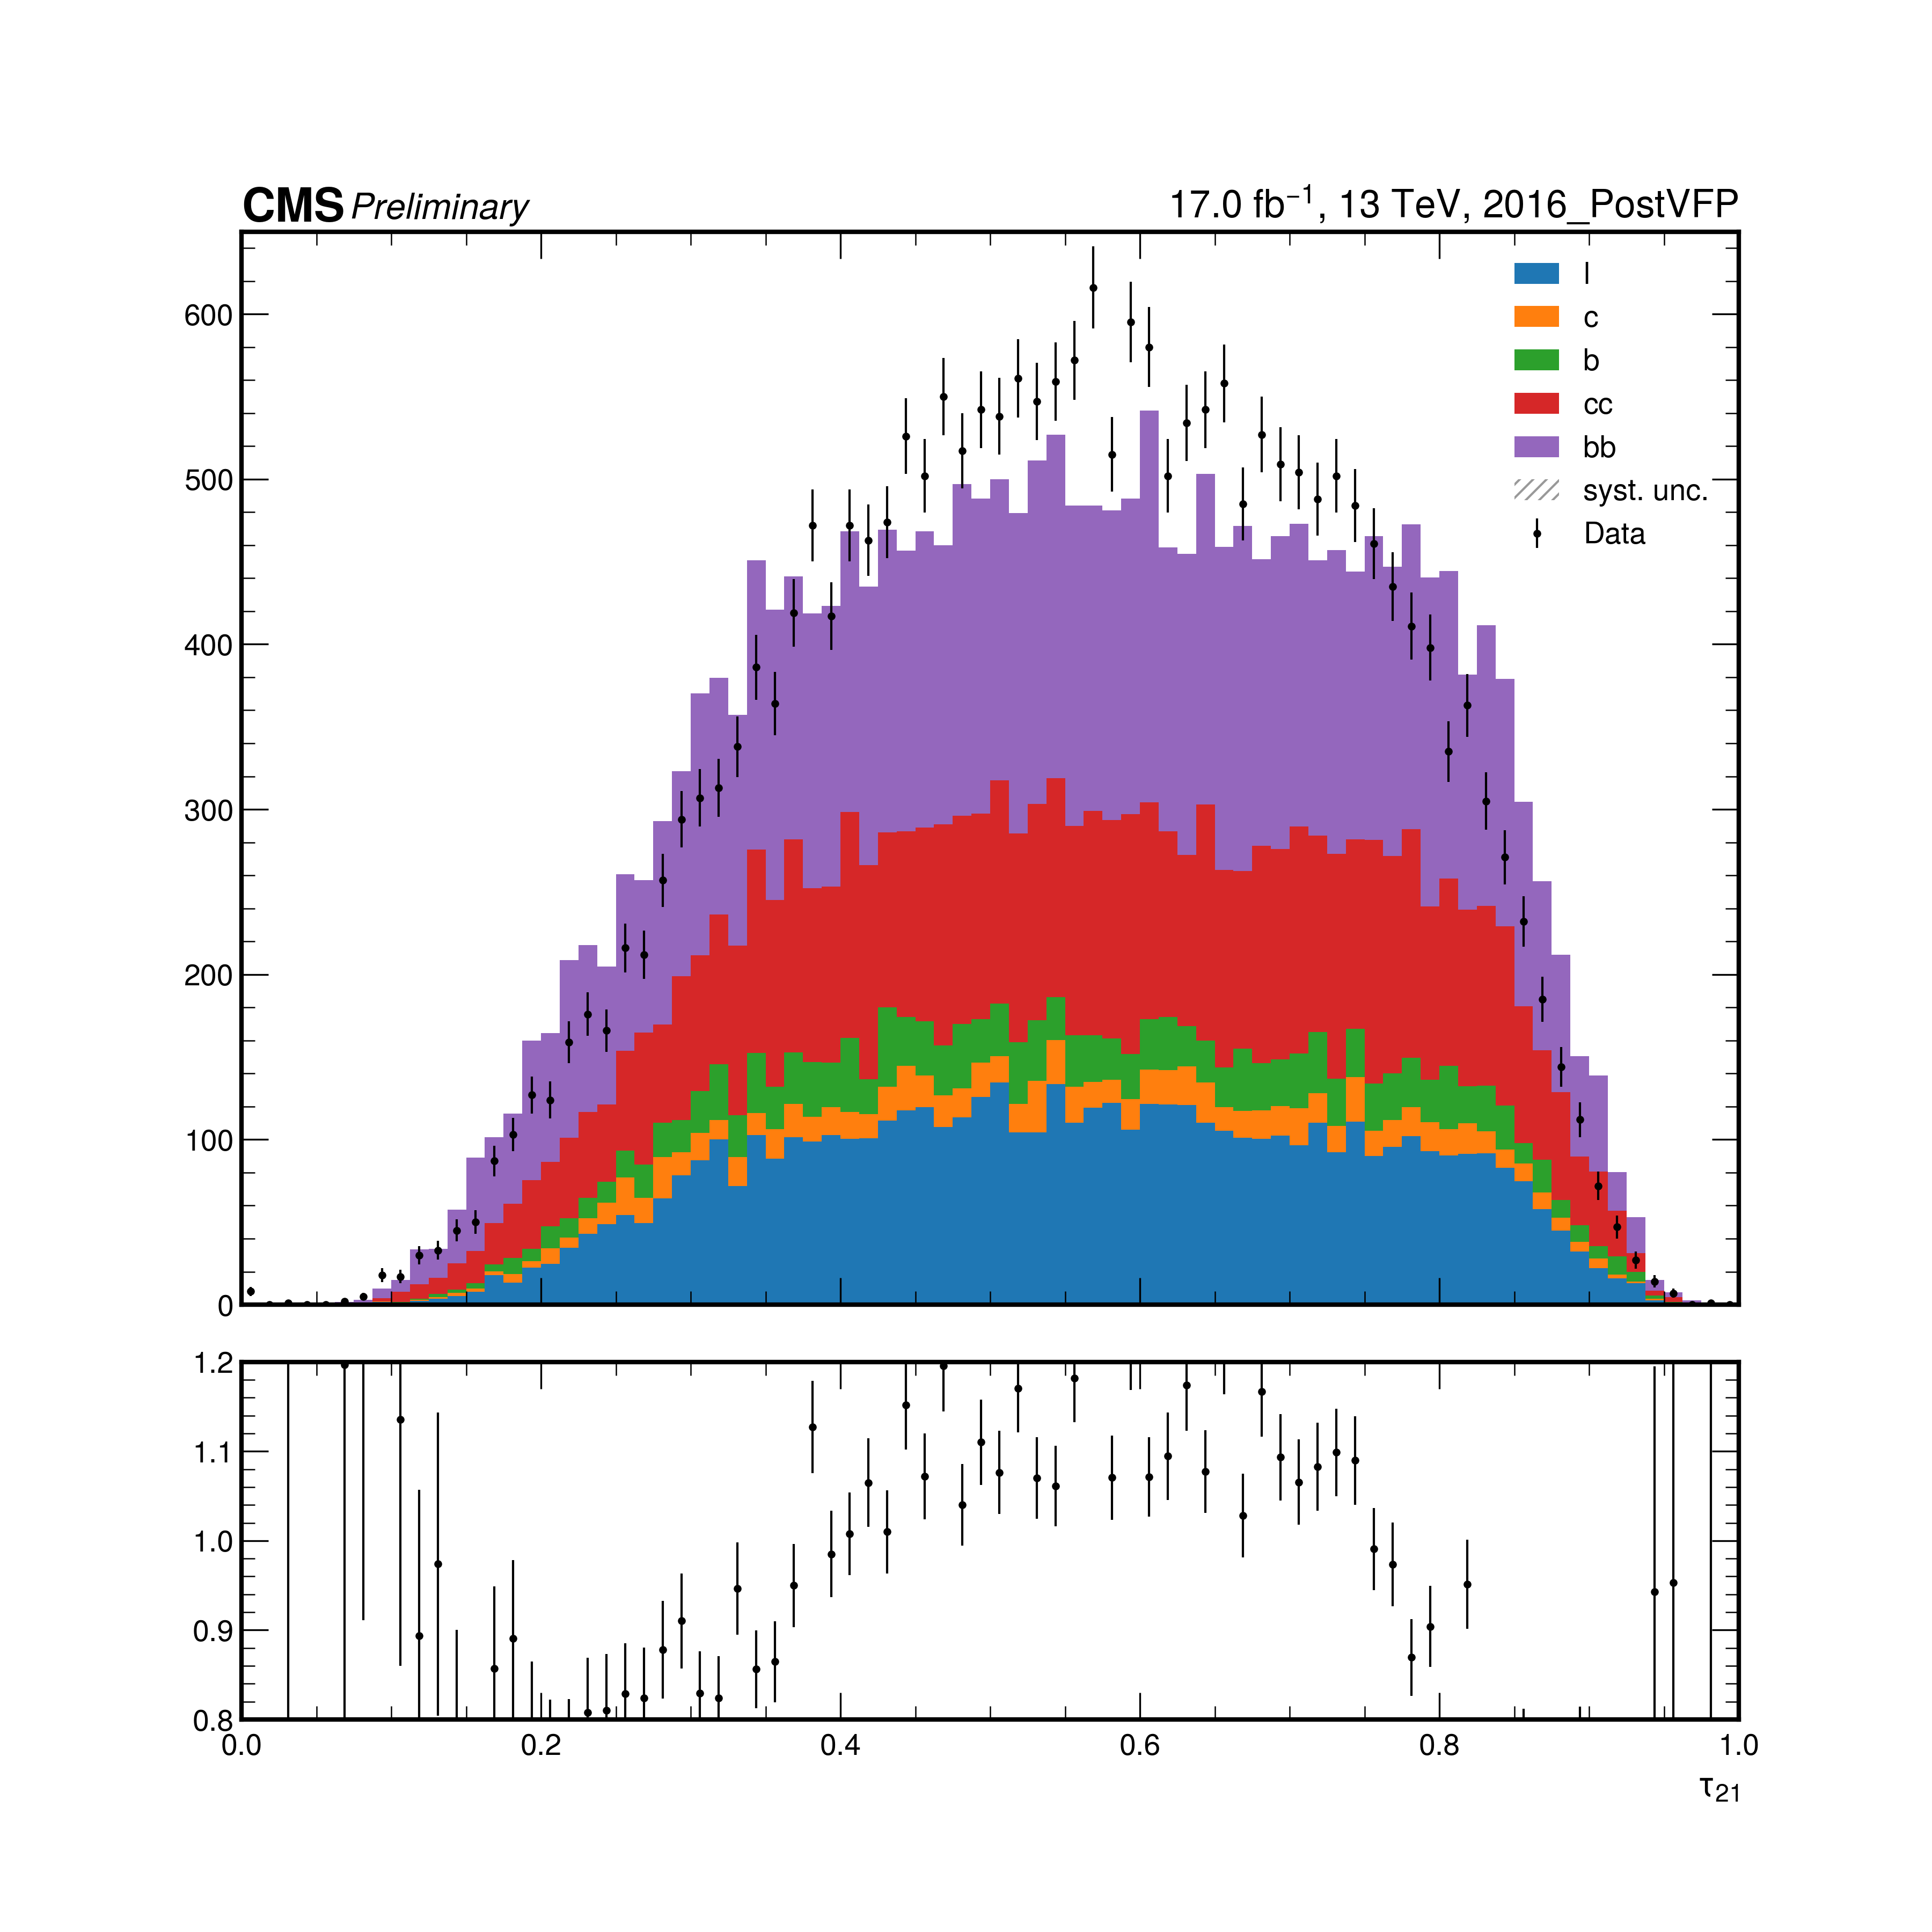 CMS Preliminary 17.0 fb⁻¹, 13 TeV, 2016_PostVFP
l
c
b
cc
bb
syst. unc.
Data
600
500
400
300
200
100
0
1.2
1.1
1.0
0.9
0.8
0.0 0.2 0.4 0.6 0.8 1.0
τ₂₁